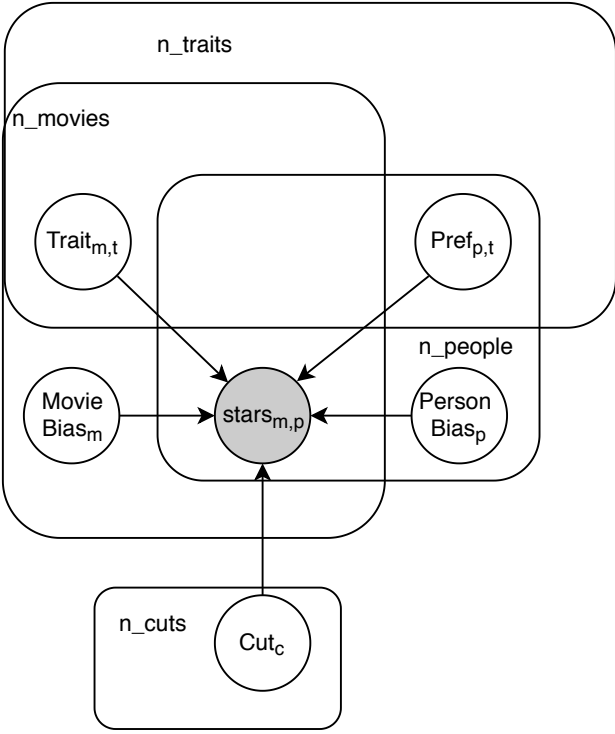 n_traits
n_movies
Trait_m,t
Pref_p,t
n_people
Movie
Bias_m
stars_m,p
Person
Bias_p
n_cuts
Cut_c